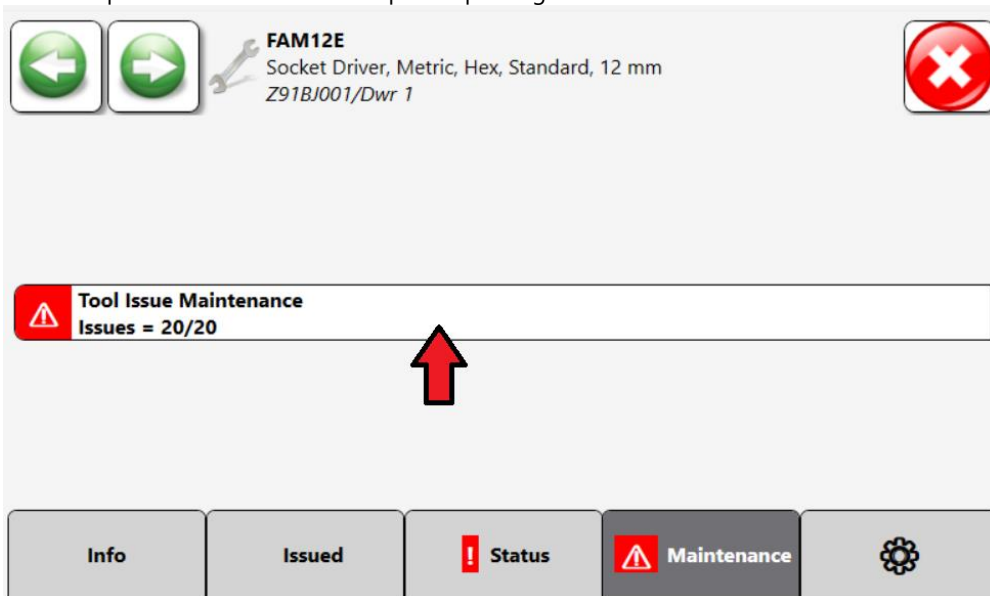 FAM12E
Socket Driver, Metric, Hex, Standard, 12 mm
Z91BJ001/Dwr 1
Tool Issue Maintenance
Issues = 20/20
Info
Issued
! Status
Maintenance